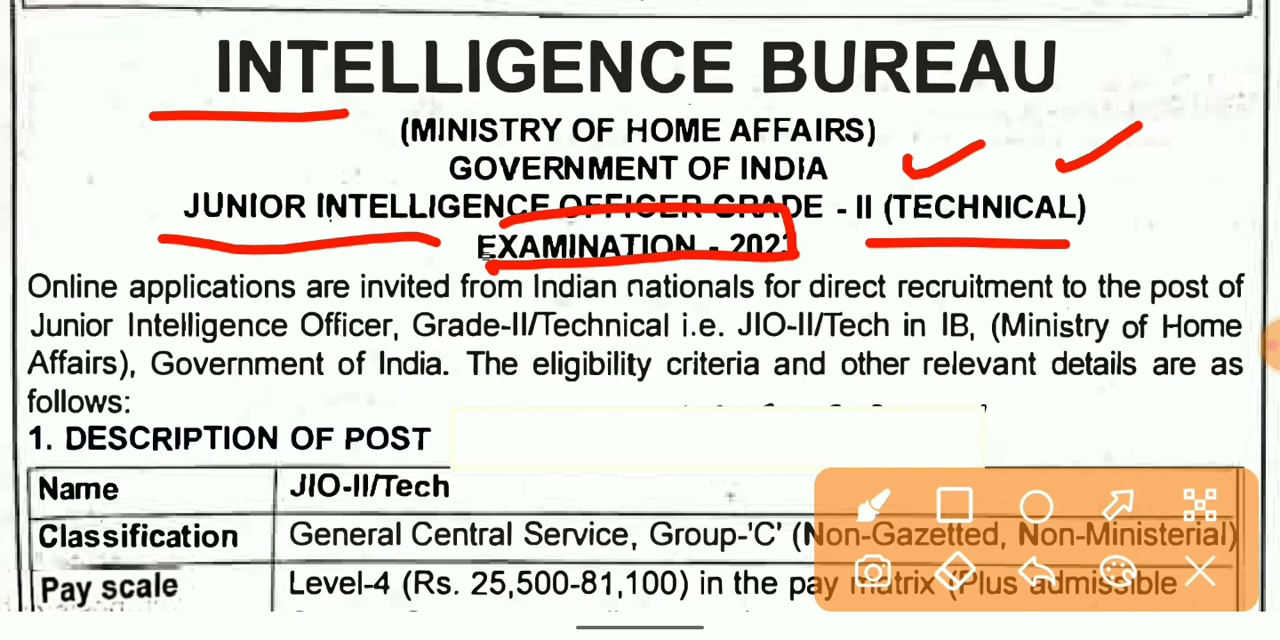 INTELLIGENCE BUREAU
(MINISTRY OF HOME AFFAIRS)
GOVERNMENT OF INDIA
JUNIOR INTELLIGENCE OFFICER GRADE - II (TECHNICAL)
EXAMINATION - 2023
Online applications are invited from Indian nationals for direct recruitment to the post of
Junior Intelligence Officer, Grade-II/Technical i.e. JIO-II/Tech in IB, (Ministry of Home
Affairs), Government of India. The eligibility criteria and other relevant details are as
follows:
1. DESCRIPTION OF POST
Name JIO-II/Tech
Classification General Central Service, Group-'C' (Non-Gazetted, Non-Ministerial)
Pay scale Level-4 (Rs. 25,500-81,100) in the pay matrix (Plus admissible